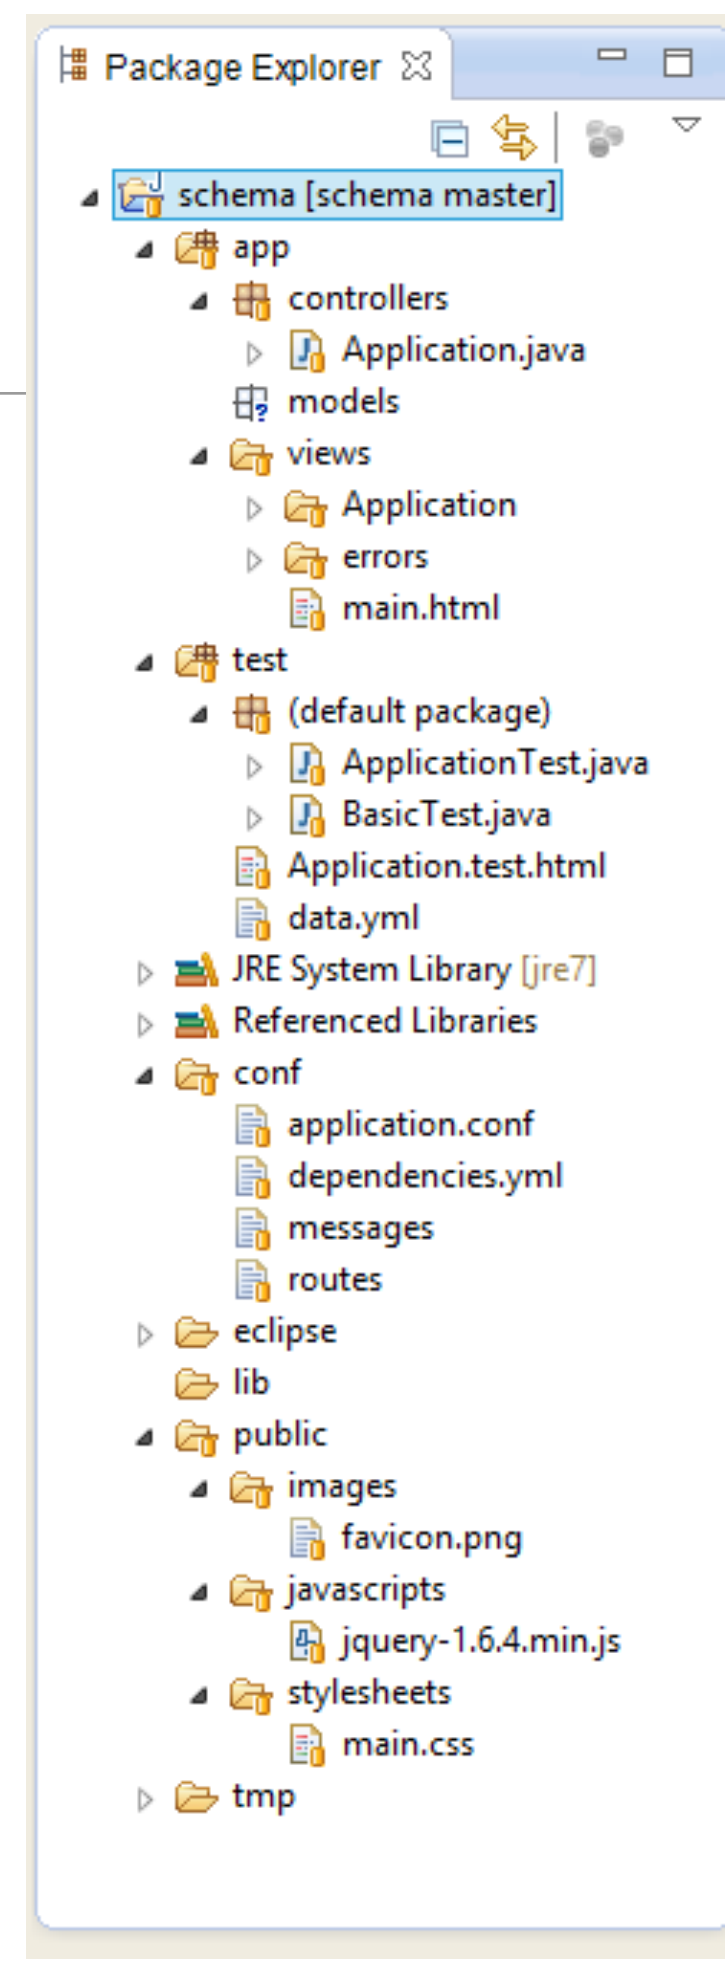 Package Explorer
schema [schema master]
app
controllers
Application.java
models
views
Application
errors
main.html
test
(default package)
ApplicationTest.java
BasicTest.java
Application.test.html
data.yml
JRE System Library [jre7]
Referenced Libraries
conf
application.conf
dependencies.yml
messages
routes
eclipse
lib
public
images
favicon.png
javascripts
jquery-1.6.4.min.js
stylesheets
main.css
tmp